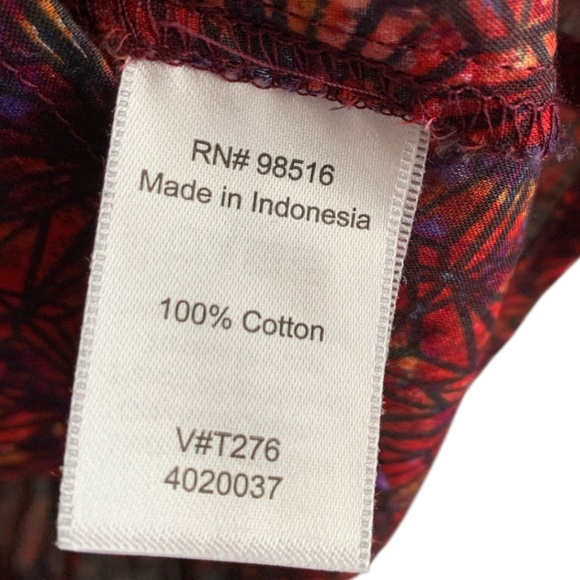 RN# 98516
Made in Indonesia
100% Cotton
V#T276
4020037